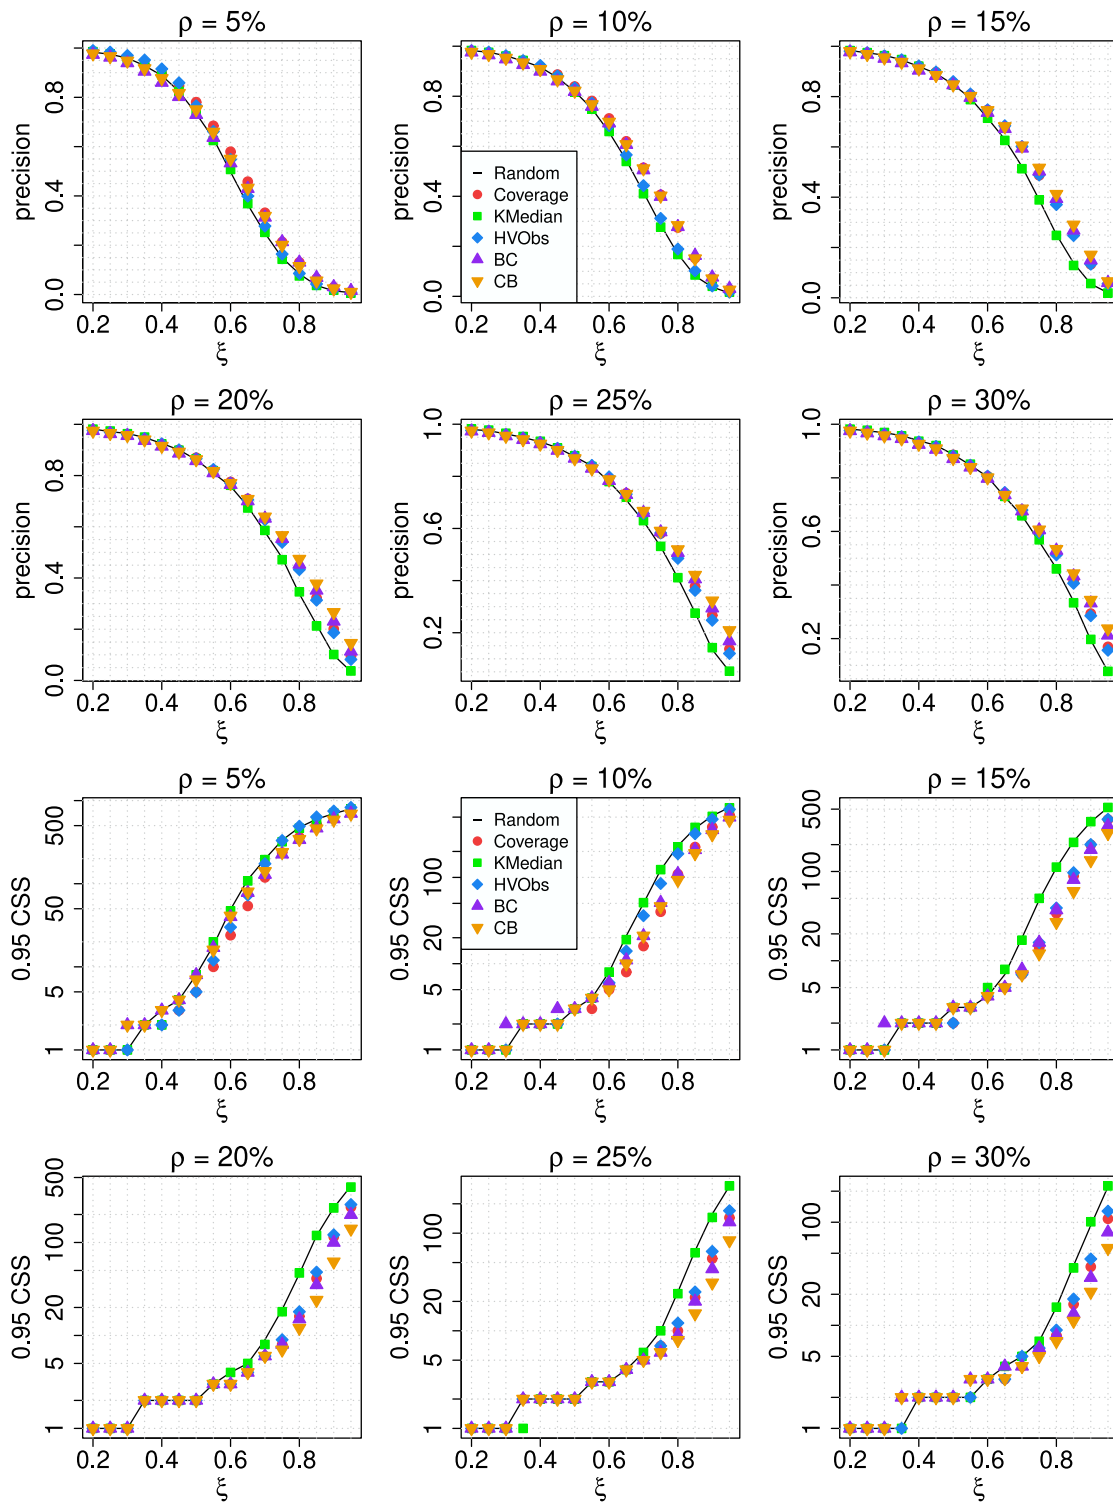 ρ = 5%
precision
0.0 0.4 0.8
0.2 0.4 0.6 0.8
ξ
ρ = 10%
precision
0.0 0.4 0.8
Random
Coverage
KMedian
HVObs
BC
CB
0.2 0.4 0.6 0.8
ξ
ρ = 15%
precision
0.0 0.4 0.8
0.2 0.4 0.6 0.8
ξ
ρ = 20%
precision
0.0 0.4 0.8
0.2 0.4 0.6 0.8
ξ
ρ = 25%
precision
0.2 0.6 1.0
0.2 0.4 0.6 0.8
ξ
ρ = 30%
precision
0.2 0.6 1.0
0.2 0.4 0.6 0.8
ξ
ρ = 5%
0.95 CSS
1 5 50 500
0.2 0.4 0.6 0.8
ξ
ρ = 10%
0.95 CSS
1 5 20 100
Random
Coverage
KMedian
HVObs
BC
CB
0.2 0.4 0.6 0.8
ξ
ρ = 15%
0.95 CSS
1 5 20 100 500
0.2 0.4 0.6 0.8
ξ
ρ = 20%
0.95 CSS
1 5 20 100 500
0.2 0.4 0.6 0.8
ξ
ρ = 25%
0.95 CSS
1 5 20 100
0.2 0.4 0.6 0.8
ξ
ρ = 30%
0.95 CSS
1 5 20 100
0.2 0.4 0.6 0.8
ξ